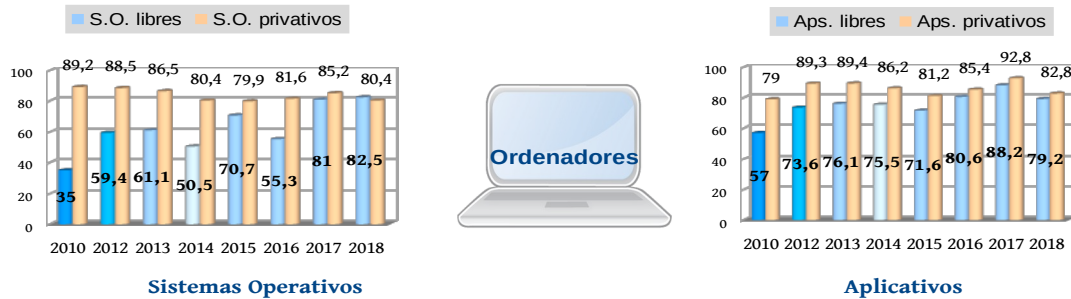 S.O. libres S.O. privativos
89,2 88,5 86,5 80,4 79,9 81,6 85,2 80,4
100
80
60
40
20
0
35 59,4 61,1 50,5 70,7 55,3 81 82,5
2010 2012 2013 2014 2015 2016 2017 2018
Sistemas Operativos
Ordenadores
Aps. libres Aps. privativos
79 89,3 89,4 86,2 81,2 85,4 92,8 82,8
100
80
60
40
20
0
57 73,6 76,1 75,5 71,6 80,6 88,2 79,2
2010 2012 2013 2014 2015 2016 2017 2018
Aplicativos